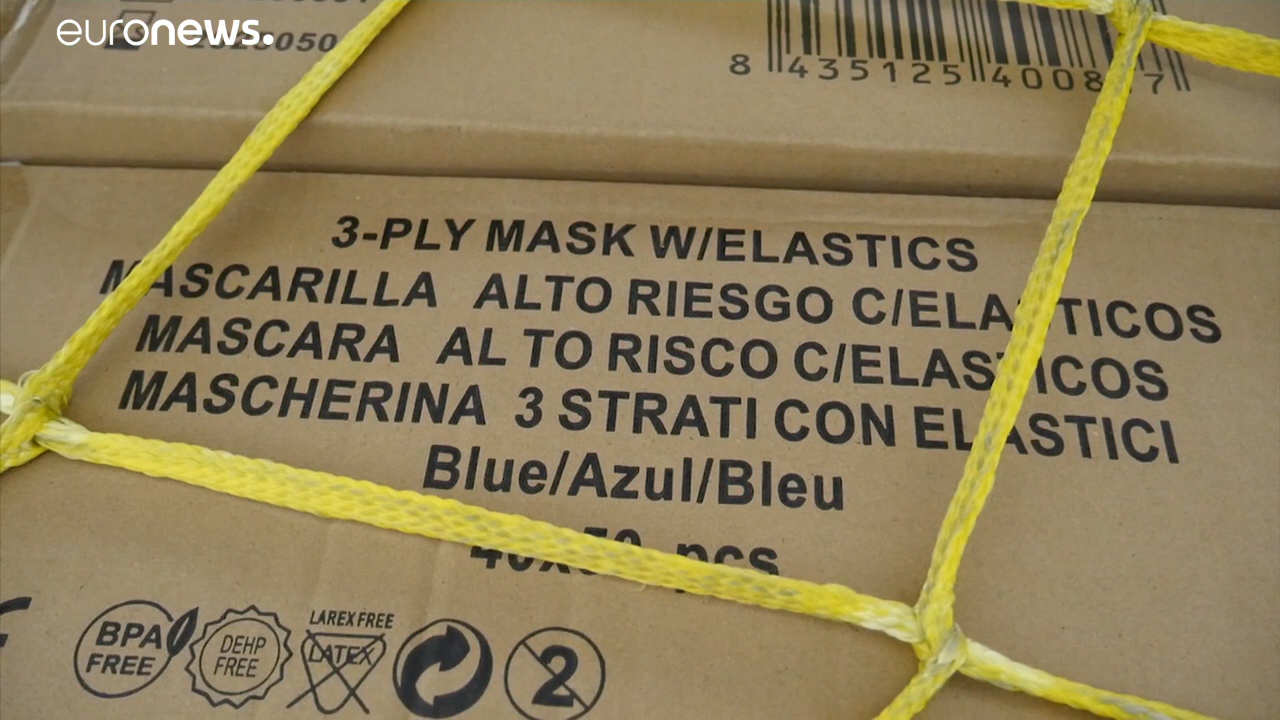 euronews.
8 435125 4008 7
3-PLY MASK W/ELASTICS
MASCARILLA ALTO RIESGO C/ELASTICOS
MASCARA AL TO RISCO C/ELASTICOS
MASCHERINA 3 STRATI CON ELASTICI
Blue/Azul/Bleu
40x50 pcs
BPA FREE
DEHP FREE
LAREX FREE
LATEX
2